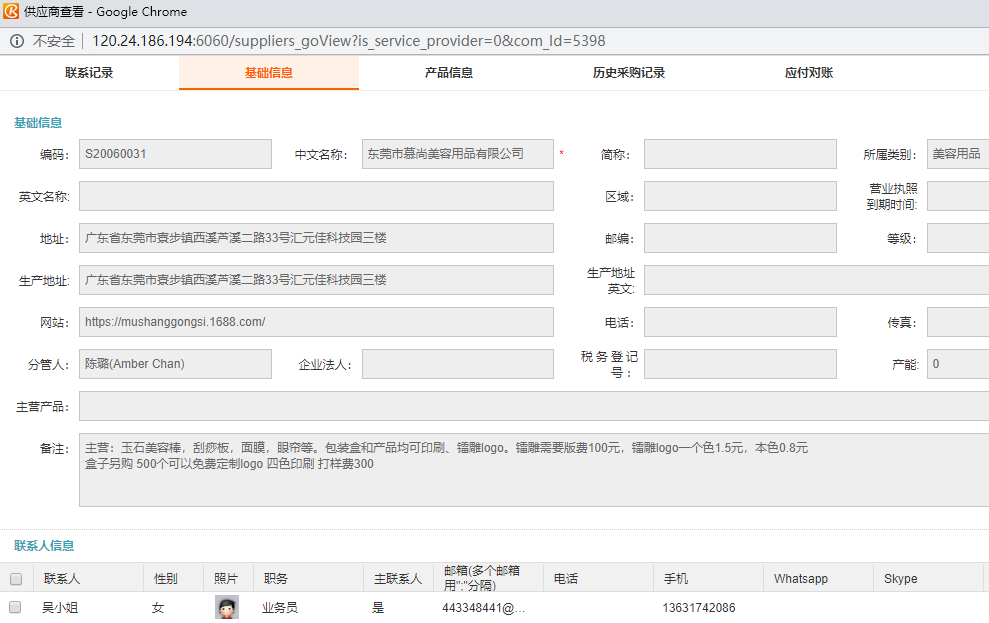 供应商查看 - Google Chrome
不安全 120.24.186.194:6060/suppliers_goView?is_service_provider=0&com_Id=5398
联系记录 基础信息 产品信息 历史采购记录 应付对账
基础信息
编码： S20060031 中文名称： 东莞市慕尚美容用品有限公司 * 简称： 所属类别： 美容用品
英文名称： 区域： 营业执照
到期时间：
地址： 广东省东莞市寮步镇西溪芦溪二路33号汇元佳科技园三楼 邮编： 等级：
生产地址： 广东省东莞市寮步镇西溪芦溪二路33号汇元佳科技园三楼 生产地址
英文：
网站： https://mushanggongsi.1688.com/ 电话： 传真：
分管人： 陈璐(Amber Chan) 企业法人： 税务登记
号： 产能： 0
主营产品：
备注： 主营：玉石美容棒，刮痧板，面膜，眼帘等。包装盒和产品均可印刷、镭雕logo。镭雕需要版费100元，镭雕logo一个色1.5元，本色0.8元
盒子另购 500个可以免费定制logo 四色印刷 打样费300
联系人信息
联系人 性别 照片 职务 主联系人 邮箱(多个邮箱
用";"分隔) 电话 手机 Whatsapp Skype
吴小姐 女 业务员 是 443348441@... 13631742086